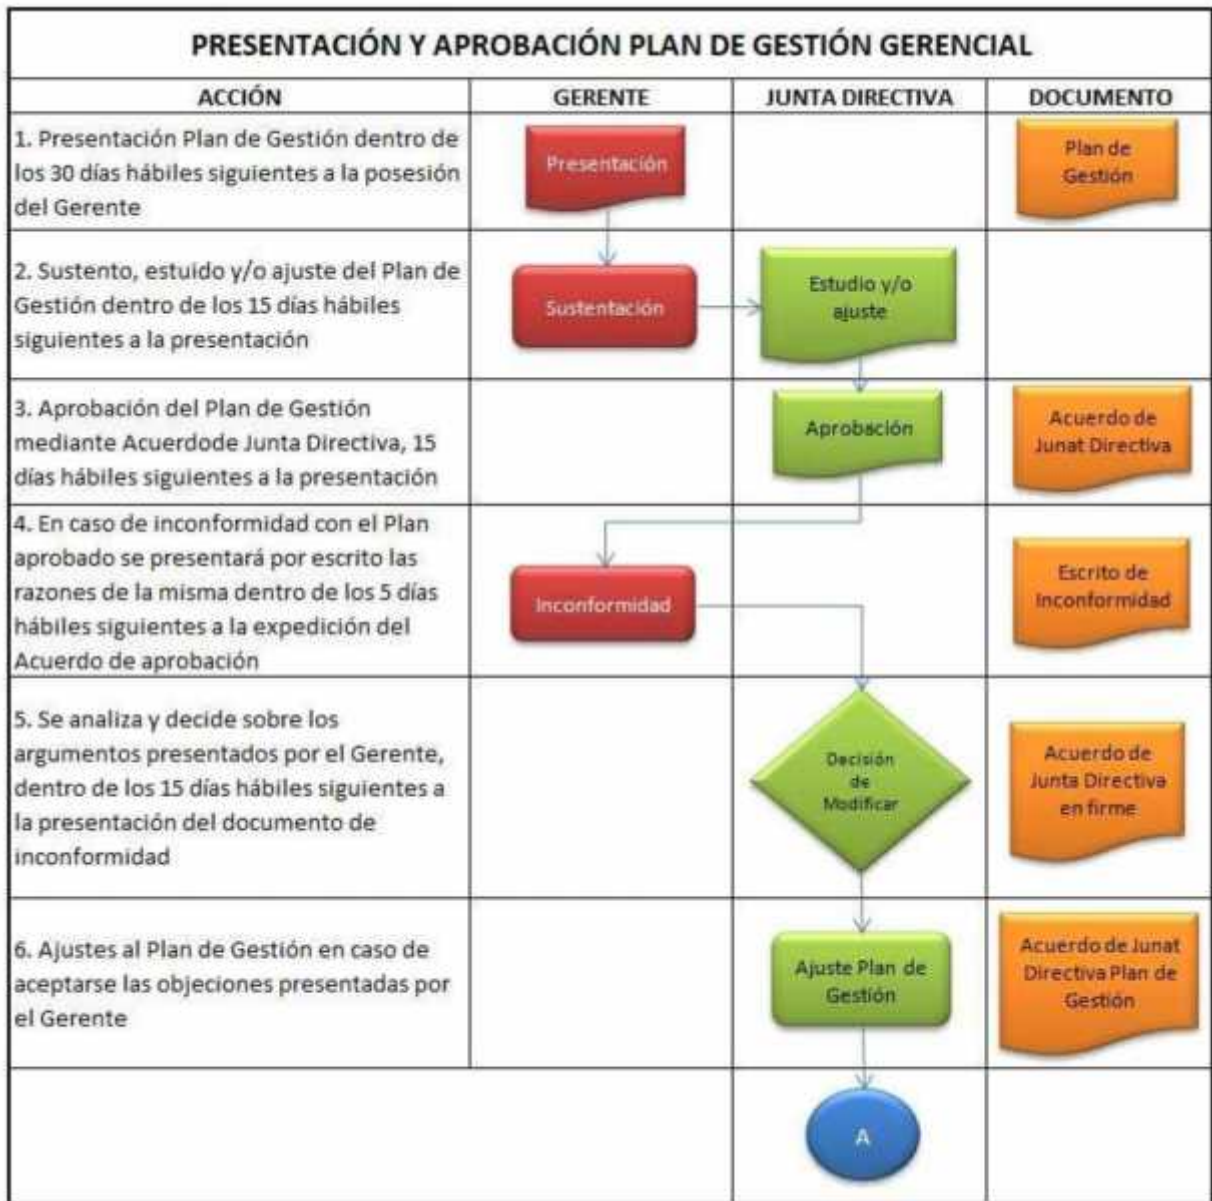 PRESENTACIÓN Y APROBACIÓN PLAN DE GESTIÓN GERENCIAL
ACCIÓN
GERENTE
JUNTA DIRECTIVA
DOCUMENTO
1. Presentación Plan de Gestión dentro de
los 30 días hábiles siguientes a la posesión
del Gerente
Presentación
Plan de
Gestión
2. Sustento, estuido y/o ajuste del Plan de
Gestión dentro de los 15 días hábiles
siguientes a la presentación
Sustentación
Estudio y/o
ajuste
3. Aprobación del Plan de Gestión
mediante Acuerdode Junta Directiva, 15
días hábiles siguientes a la presentación
Aprobación
Acuerdo de
Junat Directiva
4. En caso de inconformidad con el Plan
aprobado se presentará por escrito las
razones de la misma dentro de los 5 días
hábiles siguientes a la expedición del
Acuerdo de aprobación
Inconformidad
Escrito de
Inconformidad
5. Se analiza y decide sobre los
argumentos presentados por el Gerente,
dentro de los 15 días hábiles siguientes a
la presentación del documento de
inconformidad
Decisión
de
Modificar
Acuerdo de
Junta Directiva
en firme
6. Ajustes al Plan de Gestión en caso de
aceptarse las objeciones presentadas por
el Gerente
Ajuste Plan de
Gestión
Acuerdo de Junat
Directiva Plan de
Gestión
A